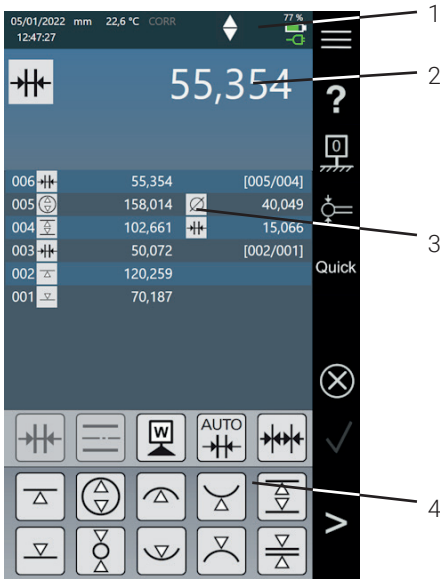 05/01/2022 mm 22,6 °C CORR 77 %
12:47:27
1
55,354
2
?
0
006 55,354 [005/004]
005 158,014 40,049
004 102,661 15,066
003 50,072 [002/001]
002 120,259
001 70,187
3
Quick
W
AUTO
4
>